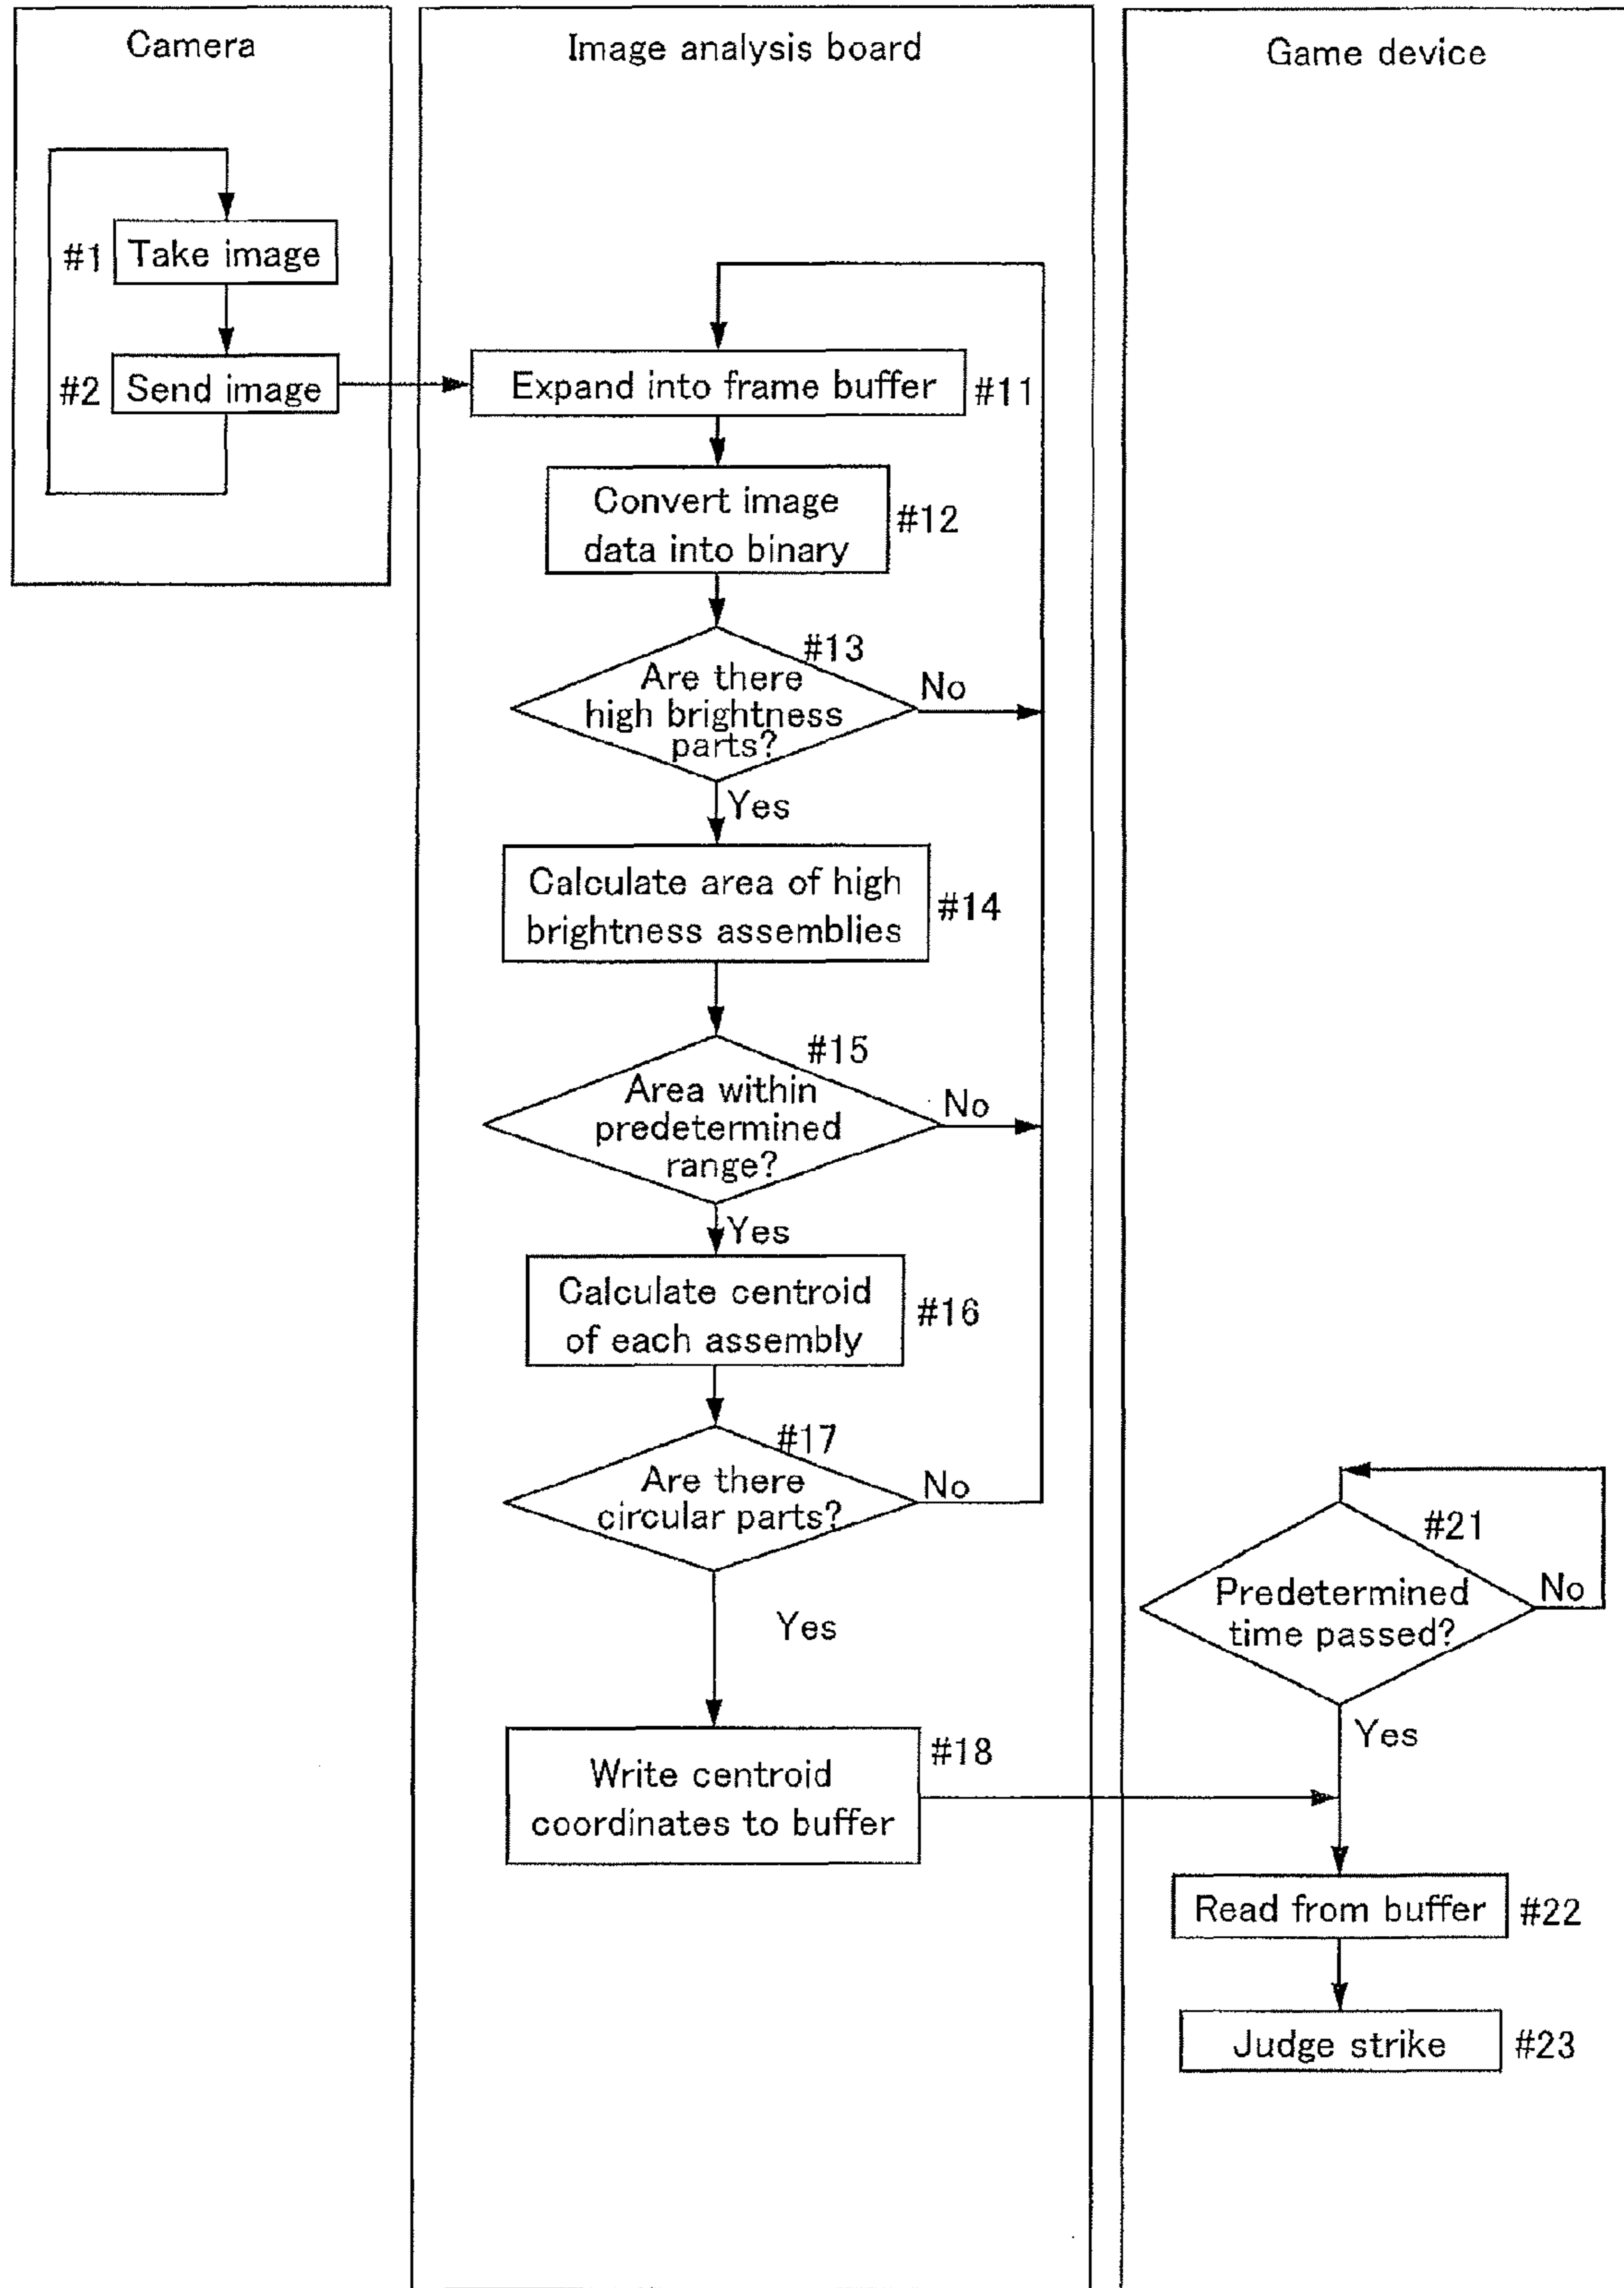 Camera
#1
Take image
#2
Send image
Image analysis board
Expand into frame buffer
#11
Convert image
data into binary
#12
#13
Are there
high brightness
parts?
No
Yes
Calculate area of high
brightness assemblies
#14
#15
Area within
predetermined
range?
No
Yes
Calculate centroid
of each assembly
#16
#17
Are there
circular parts?
No
Yes
Write centroid
coordinates to buffer
#18
Game device
#21
Predetermined
time passed?
No
Yes
Read from buffer
#22
Judge strike
#23